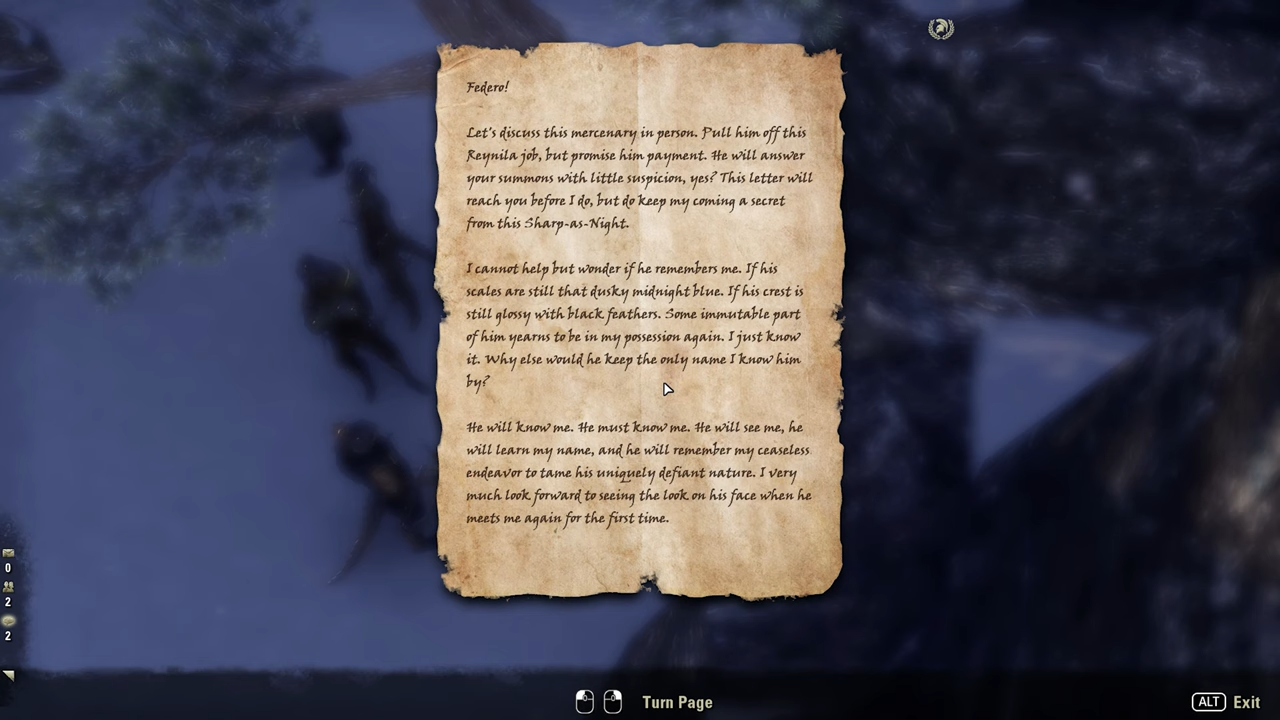 Federo!
Let's discuss this mercenary in person. Pull him off this
Reynila job, but promise him payment. He will answer
your summons with little suspicion, yes? This letter will
reach you before I do, but do keep my coming a secret
from this Sharp-as-Night.
I cannot help but wonder if he remembers me. If his
scales are still that dusky midnight blue. If his crest is
still glossy with black feathers. Some immutable part
of him yearns to be in my possession again. I just know
it. Why else would he keep the only name I know him
by?
He will know me. He must know me. He will see me, he
will learn my name, and he will remember my ceaseless
endeavor to tame his uniquely defiant nature. I very
much look forward to seeing the look on his face when he
meets me again for the first time.
0
2
2
Turn Page
ALT Exit